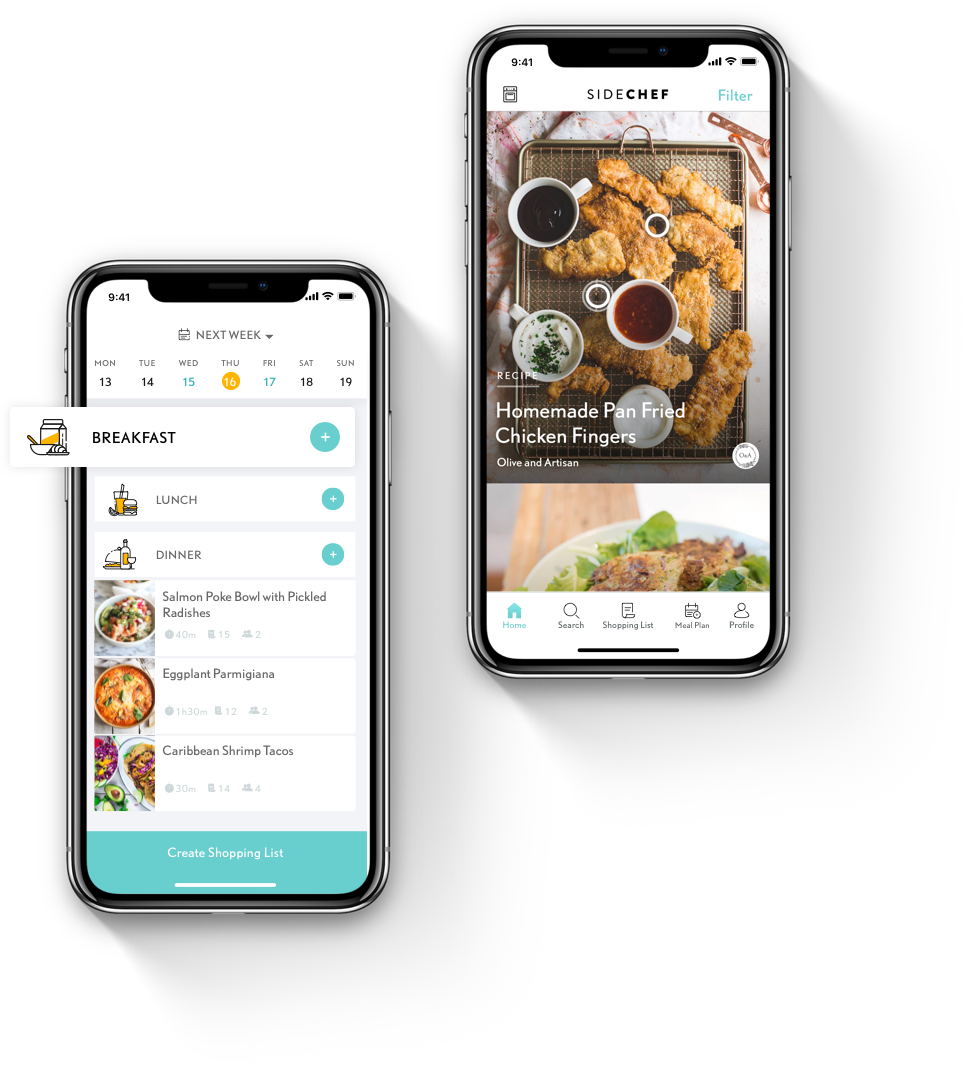 9:41
SIDECHEF
Filter
RECIPE
Homemade Pan Fried
Chicken Fingers
Olive and Artisan
O&A
Home
Search
Shopping List
Meal Plan
Profile
9:41
NEXT WEEK
MON TUE WED THU FRI SAT SUN
13 14 15 16 17 18 19
BREAKFAST
+
LUNCH
+
DINNER
+
Salmon Poke Bowl with Pickled
Radishes
40m 15 2
Eggplant Parmigiana
1h30m 12 2
Caribbean Shrimp Tacos
30m 14 4
Create Shopping List